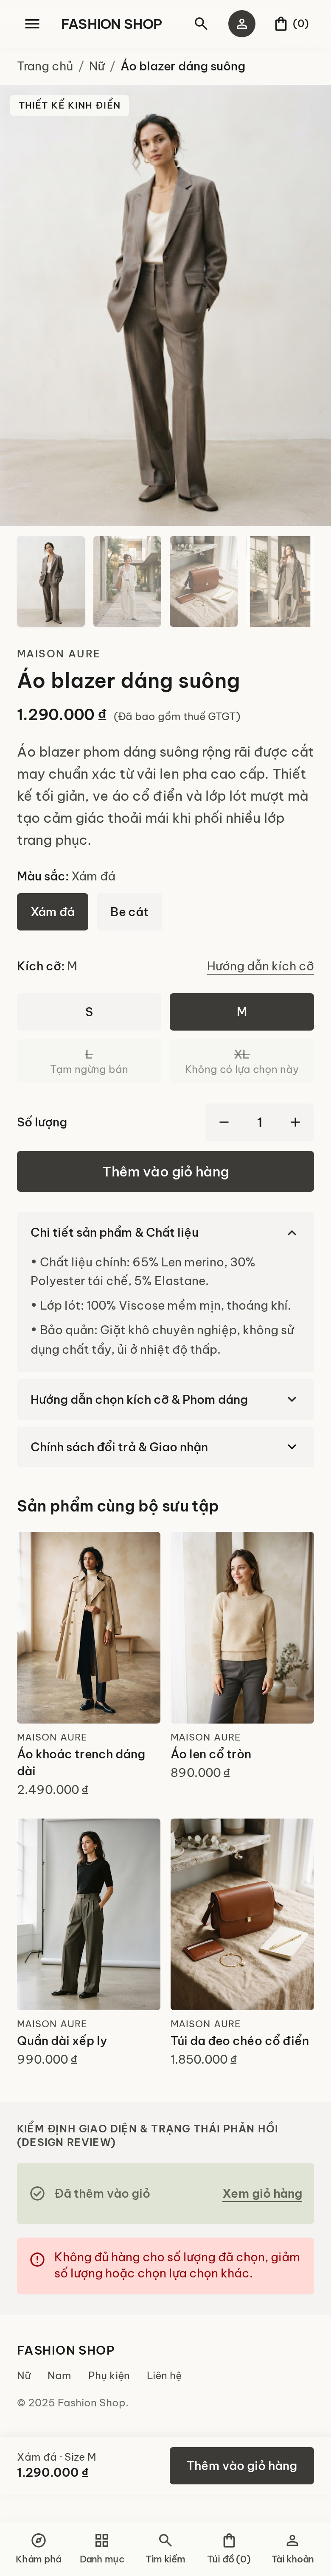 FASHION SHOP
(0)
Trang chủ / Nữ / Áo blazer dáng suông
THIẾT KẾ KINH ĐIỂN
MAISON AURE
Áo blazer dáng suông
1.290.000 ₫ (Đã bao gồm thuế GTGT)
Áo blazer phom dáng suông rộng rãi được cắt
may chuẩn xác từ vải len pha cao cấp. Thiết
kế tối giản, ve áo cổ điển và lớp lót mượt mà
tạo cảm giác thoải mái khi phối nhiều lớp
trang phục.
Màu sắc: Xám đá
Xám đá
Be cát
Kích cỡ: M
Hướng dẫn kích cỡ
S
M
L
Tạm ngừng bán
XL
Không có lựa chọn này
Số lượng
− 1 +
Thêm vào giỏ hàng
Chi tiết sản phẩm & Chất liệu
• Chất liệu chính: 65% Len merino, 30%
Polyester tái chế, 5% Elastane.
• Lớp lót: 100% Viscose mềm mịn, thoáng khí.
• Bảo quản: Giặt khô chuyên nghiệp, không sử
dụng chất tẩy, ủi ở nhiệt độ thấp.
Hướng dẫn chọn kích cỡ & Phom dáng
Chính sách đổi trả & Giao nhận
Sản phẩm cùng bộ sưu tập
MAISON AURE
Áo khoác trench dáng
dài
2.490.000 ₫
MAISON AURE
Áo len cổ tròn
890.000 ₫
MAISON AURE
Quần dài xếp ly
990.000 ₫
MAISON AURE
Túi da đeo chéo cổ điển
1.850.000 ₫
KIỂM ĐỊNH GIAO DIỆN & TRẠNG THÁI PHẢN HỒI
(DESIGN REVIEW)
Đã thêm vào giỏ
Xem giỏ hàng
Không đủ hàng cho số lượng đã chọn, giảm
số lượng hoặc chọn lựa chọn khác.
FASHION SHOP
Nữ Nam Phụ kiện Liên hệ
© 2025 Fashion Shop.
Xám đá · Size M
1.290.000 ₫
Thêm vào giỏ hàng
Khám phá
Danh mục
Tìm kiếm
Túi đồ (0)
Tài khoản